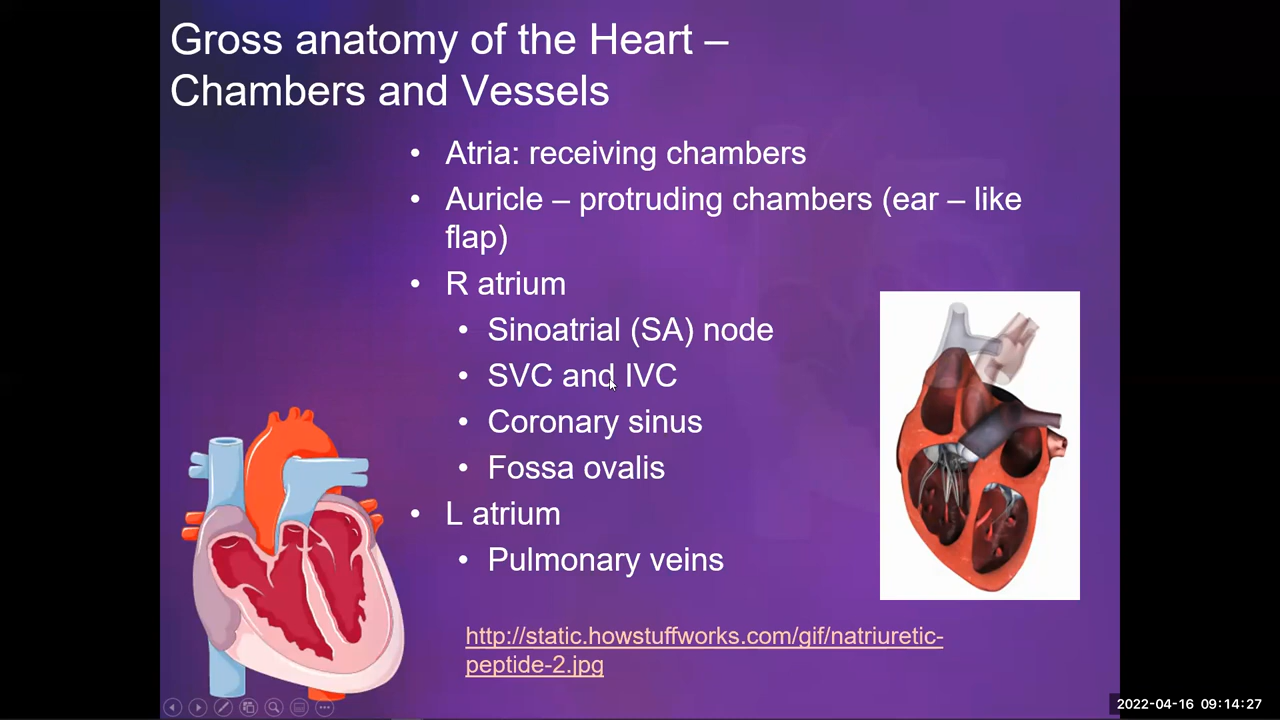 Gross anatomy of the Heart –
Chambers and Vessels
• Atria: receiving chambers
• Auricle – protruding chambers (ear – like
flap)
• R atrium
• Sinoatrial (SA) node
• SVC and IVC
• Coronary sinus
• Fossa ovalis
• L atrium
• Pulmonary veins
http://static.howstuffworks.com/gif/natriuretic-
peptide-2.jpg
2022-04-16 09:14:27